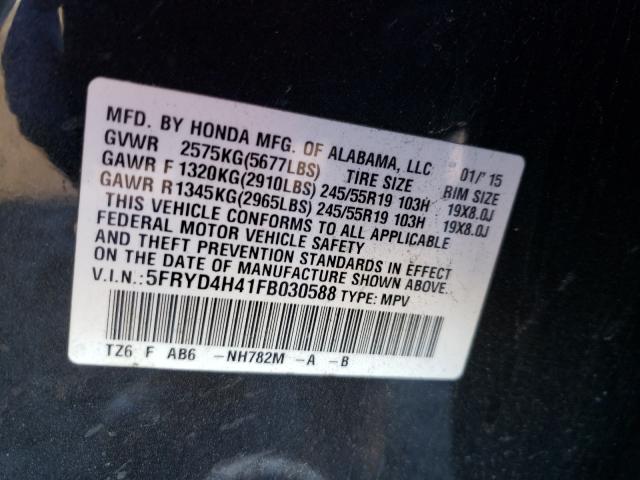 MFD. BY HONDA MFG. OF ALABAMA, LLC 01/'15
GVWR 2575KG(5677LBS) TIRE SIZE RIM SIZE
GAWR F 1320KG(2910LBS) 245/55R19 103H 19X8.0J
GAWR R 1345KG(2965LBS) 245/55R19 103H 19X8.0J
THIS VEHICLE CONFORMS TO ALL APPLICABLE
FEDERAL MOTOR VEHICLE SAFETY
AND THEFT PREVENTION STANDARDS IN EFFECT
ON THE DATE OF MANUFACTURE SHOWN ABOVE.
V.I.N.:5FRYD4H41FB030588 TYPE: MPV
TZ6 F AB6 -NH782M -A -B